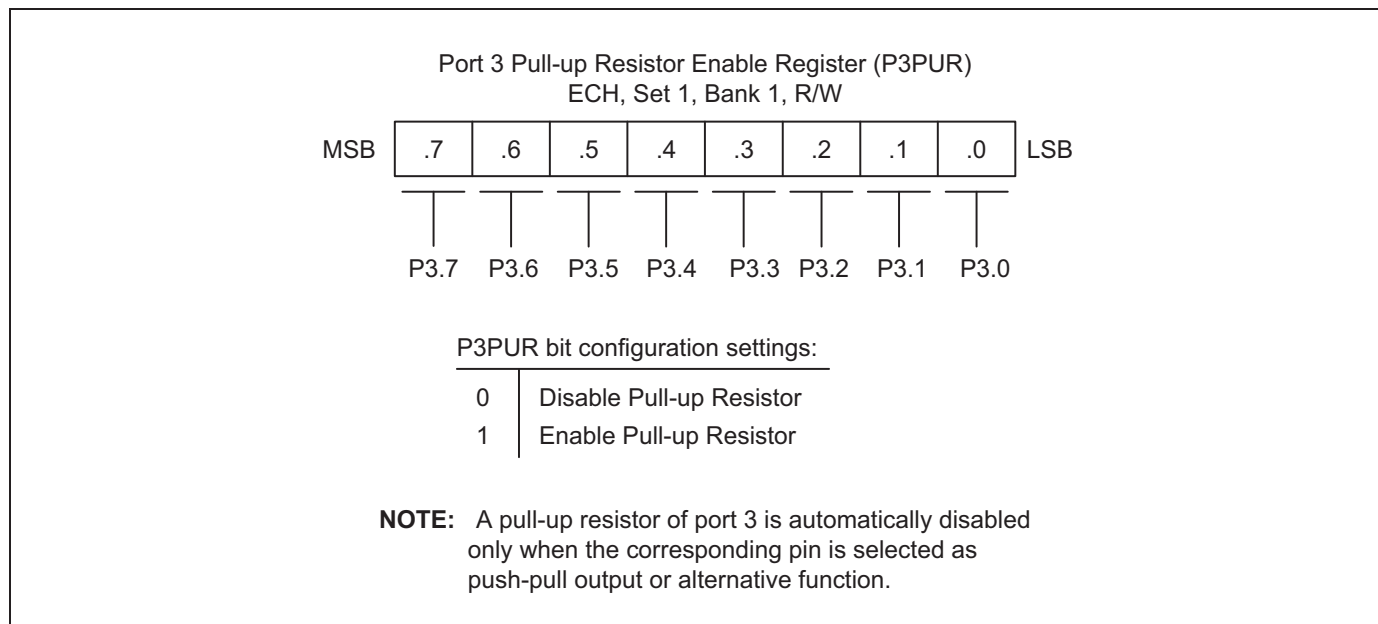 Port 3 Pull-up Resistor Enable Register (P3PUR)
ECH, Set 1, Bank 1, R/W
MSB .7 .6 .5 .4 .3 .2 .1 .0 LSB
P3.7 P3.6 P3.5 P3.4 P3.3 P3.2 P3.1 P3.0
P3PUR bit configuration settings:
0 Disable Pull-up Resistor
1 Enable Pull-up Resistor
NOTE: A pull-up resistor of port 3 is automatically disabled
only when the corresponding pin is selected as
push-pull output or alternative function.